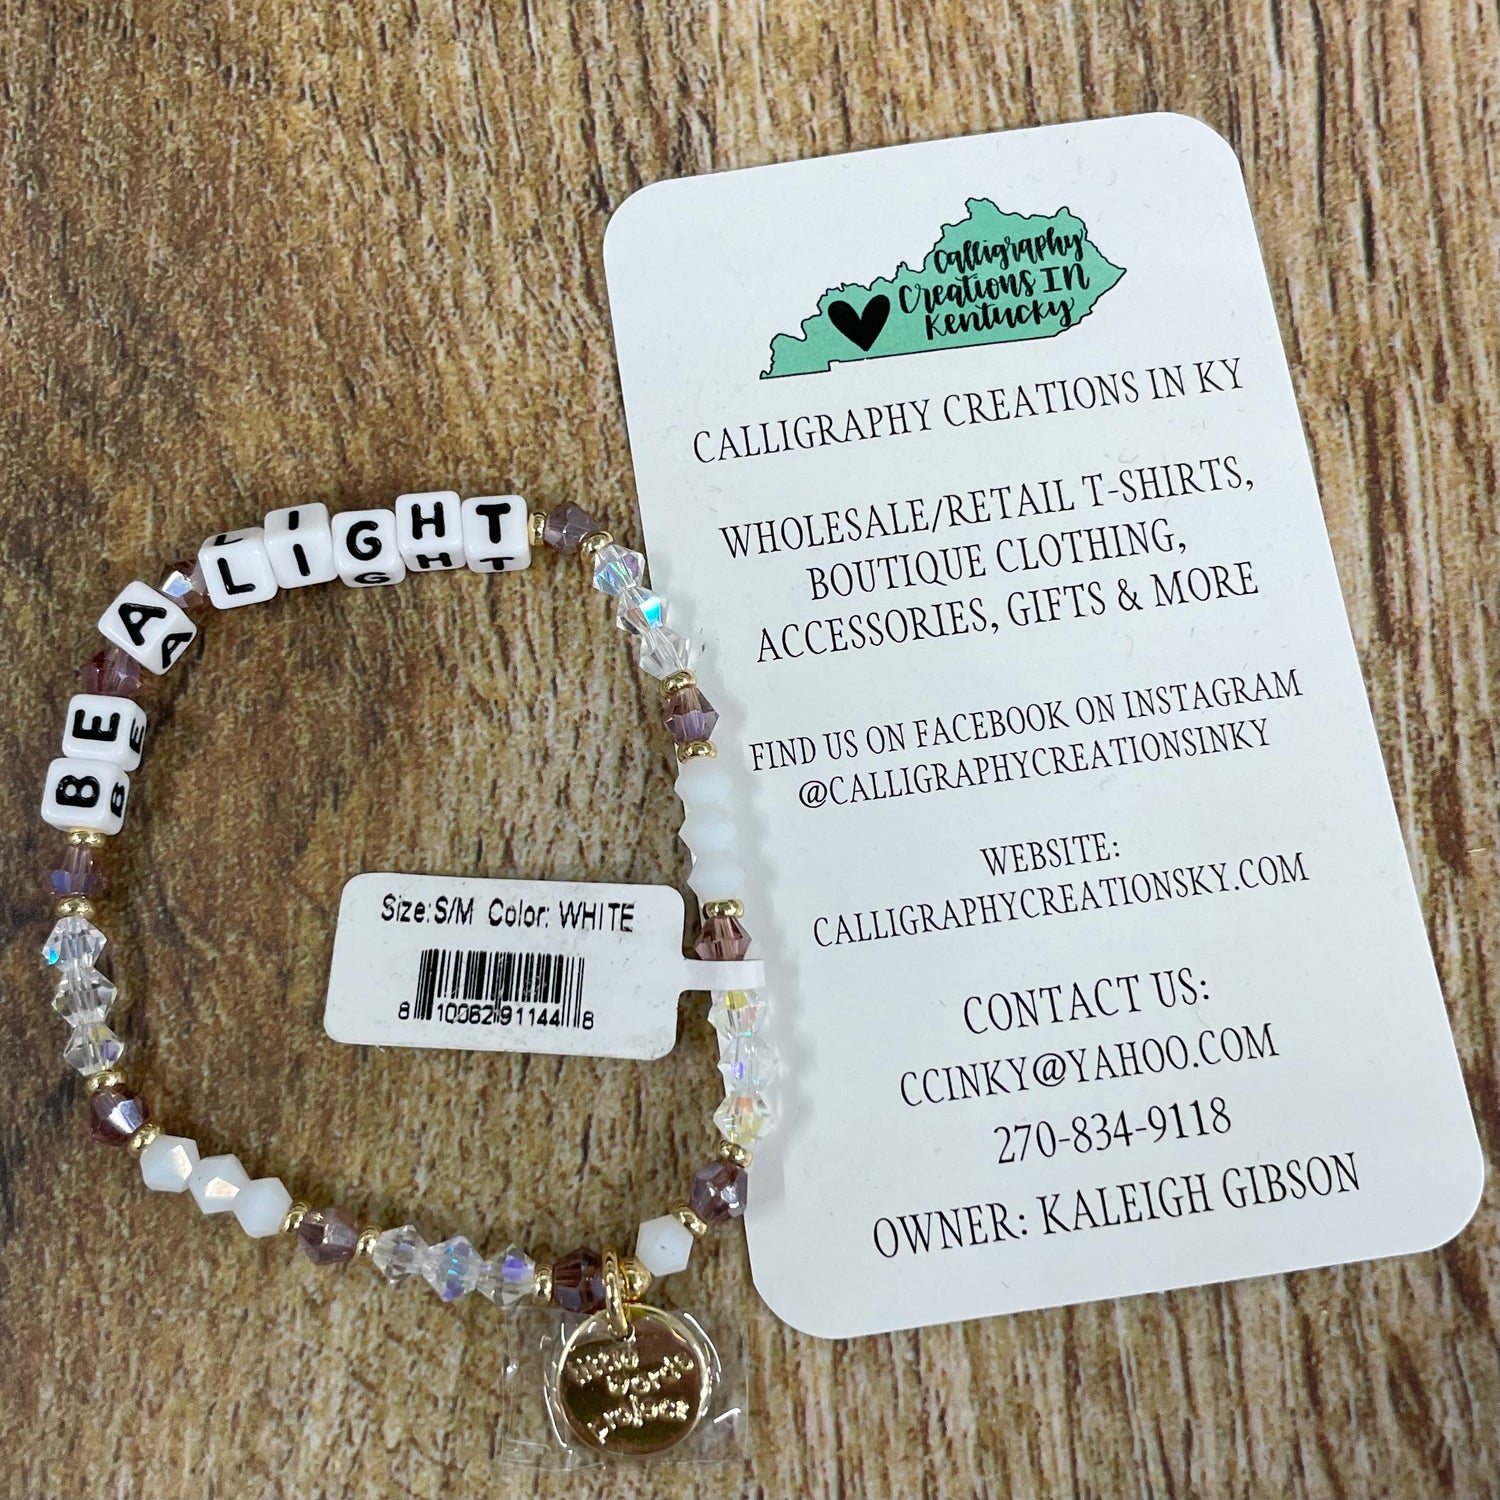 BE A LIGHT
Size:S/M Color: WHITE
8 10062 91144 8
little
words
project
Calligraphy
Creations IN
Kentucky
CALLIGRAPHY CREATIONS IN KY
WHOLESALE/RETAIL T-SHIRTS,
BOUTIQUE CLOTHING,
ACCESSORIES, GIFTS & MORE
FIND US ON FACEBOOK ON INSTAGRAM
@CALLIGRAPHYCREATIONSINKY
WEBSITE:
CALLIGRAPHYCREATIONSKY.COM
CONTACT US:
CCINKY@YAHOO.COM
270-834-9118
OWNER: KALEIGH GIBSON